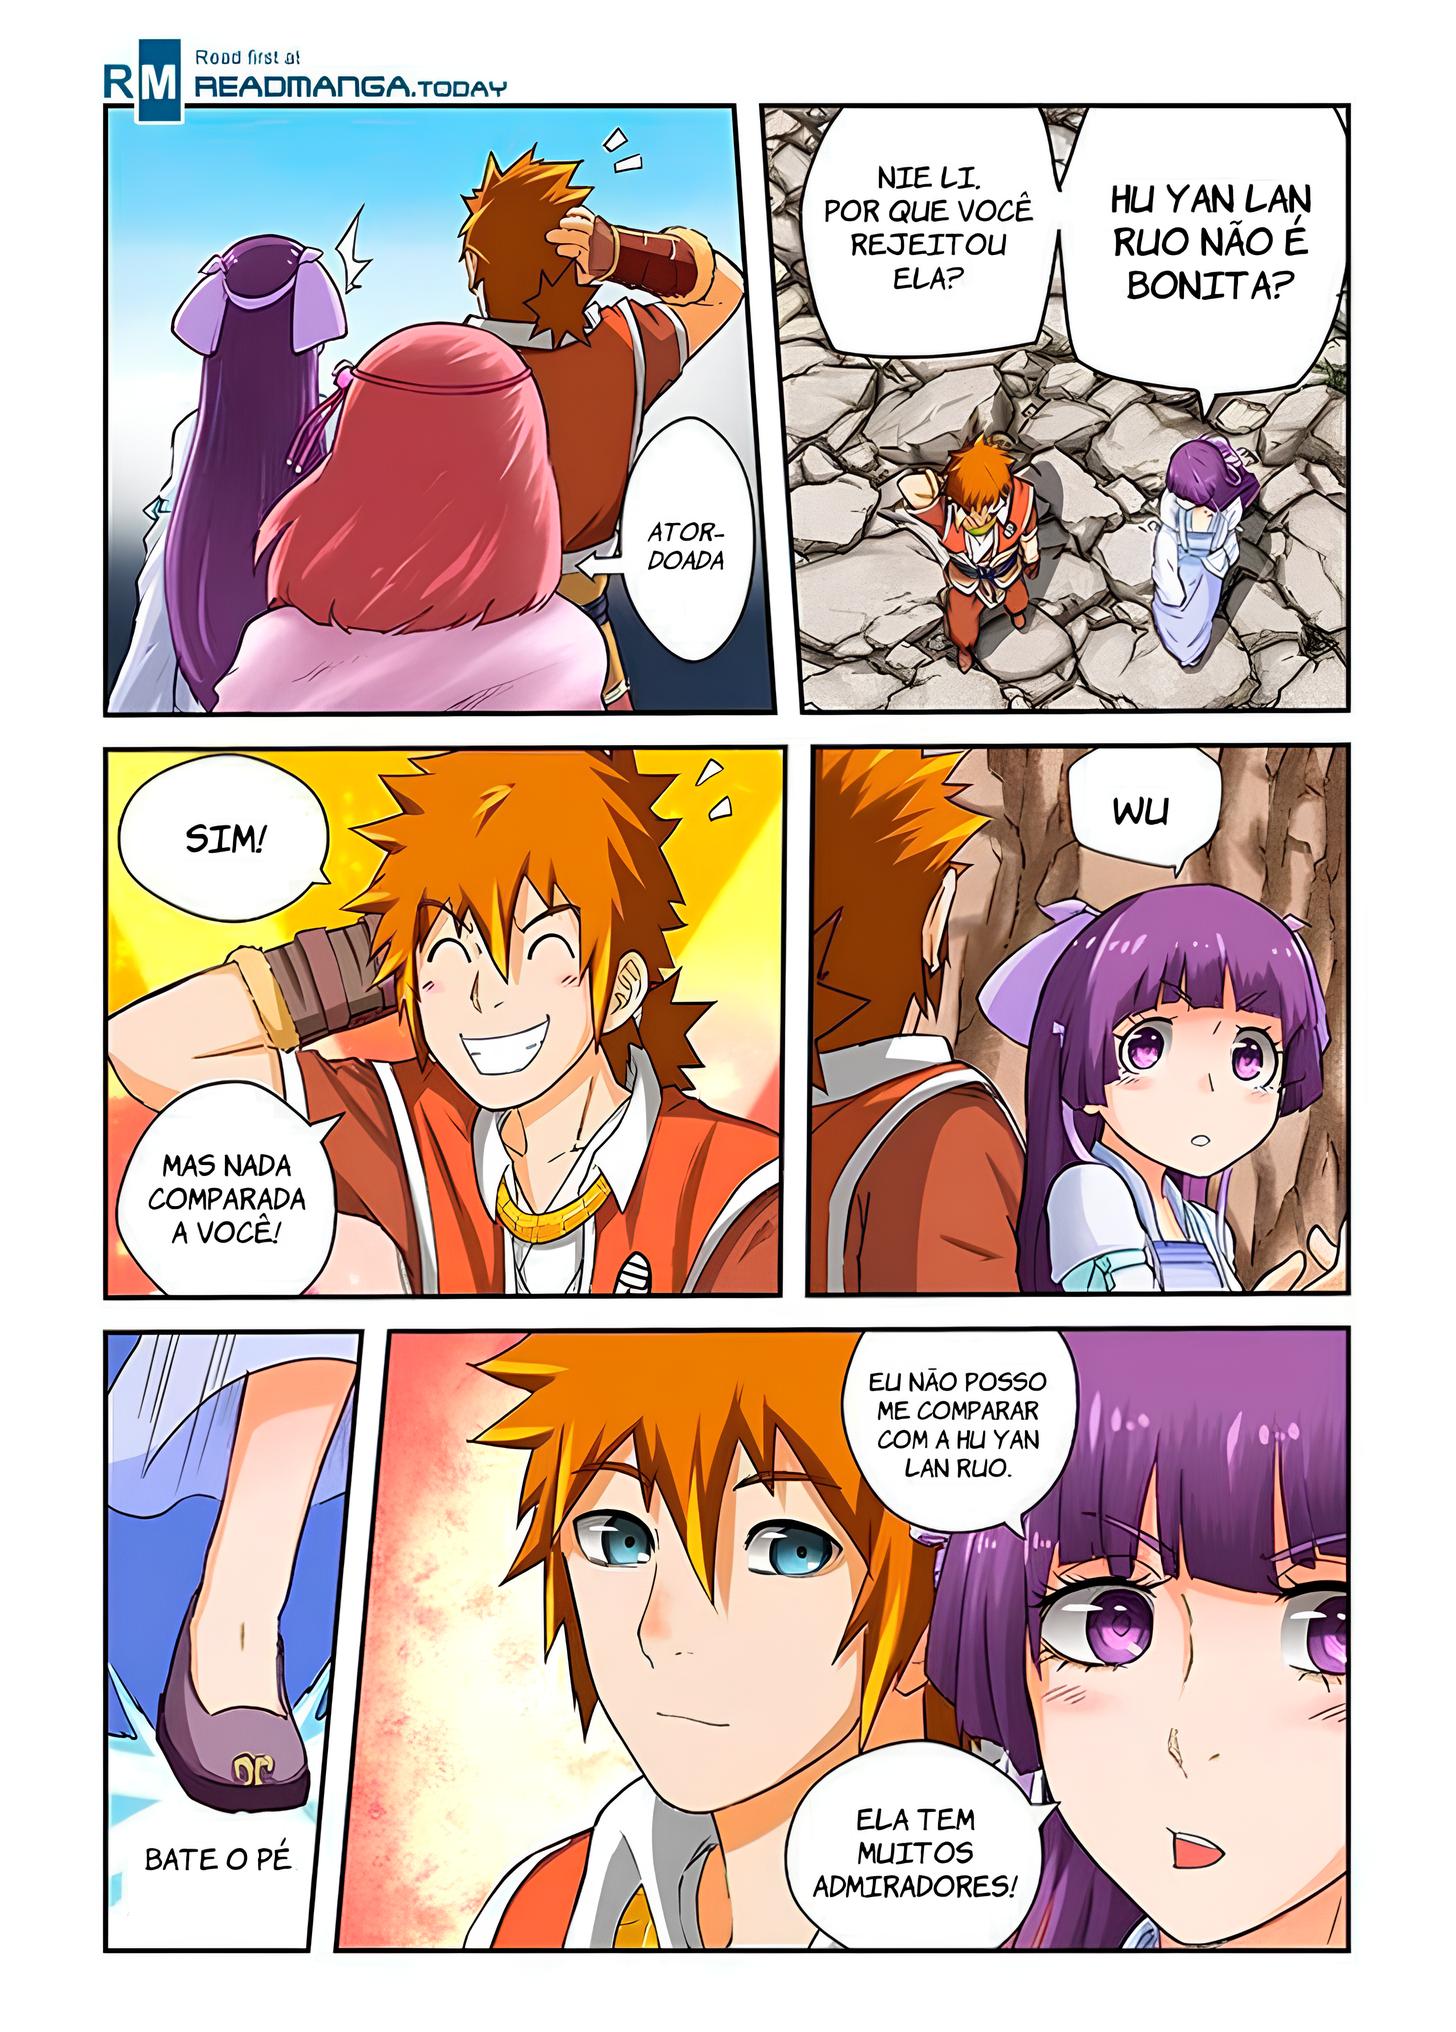 Read first at
RM READMANGA.TODAY
ATOR-
DOADA
NIE LI.
POR QUE VOCÊ
REJEITOU
ELA?
HU YAN LAN
RUO NÃO É
BONITA?
SIM!
MAS NADA
COMPARADA
A VOCÊ!
WU
BATE O PÉ
EU NÃO POSSO
ME COMPARAR
COM A HU YAN
LAN RUO.
ELA TEM
MUITOS
ADMIRADORES!